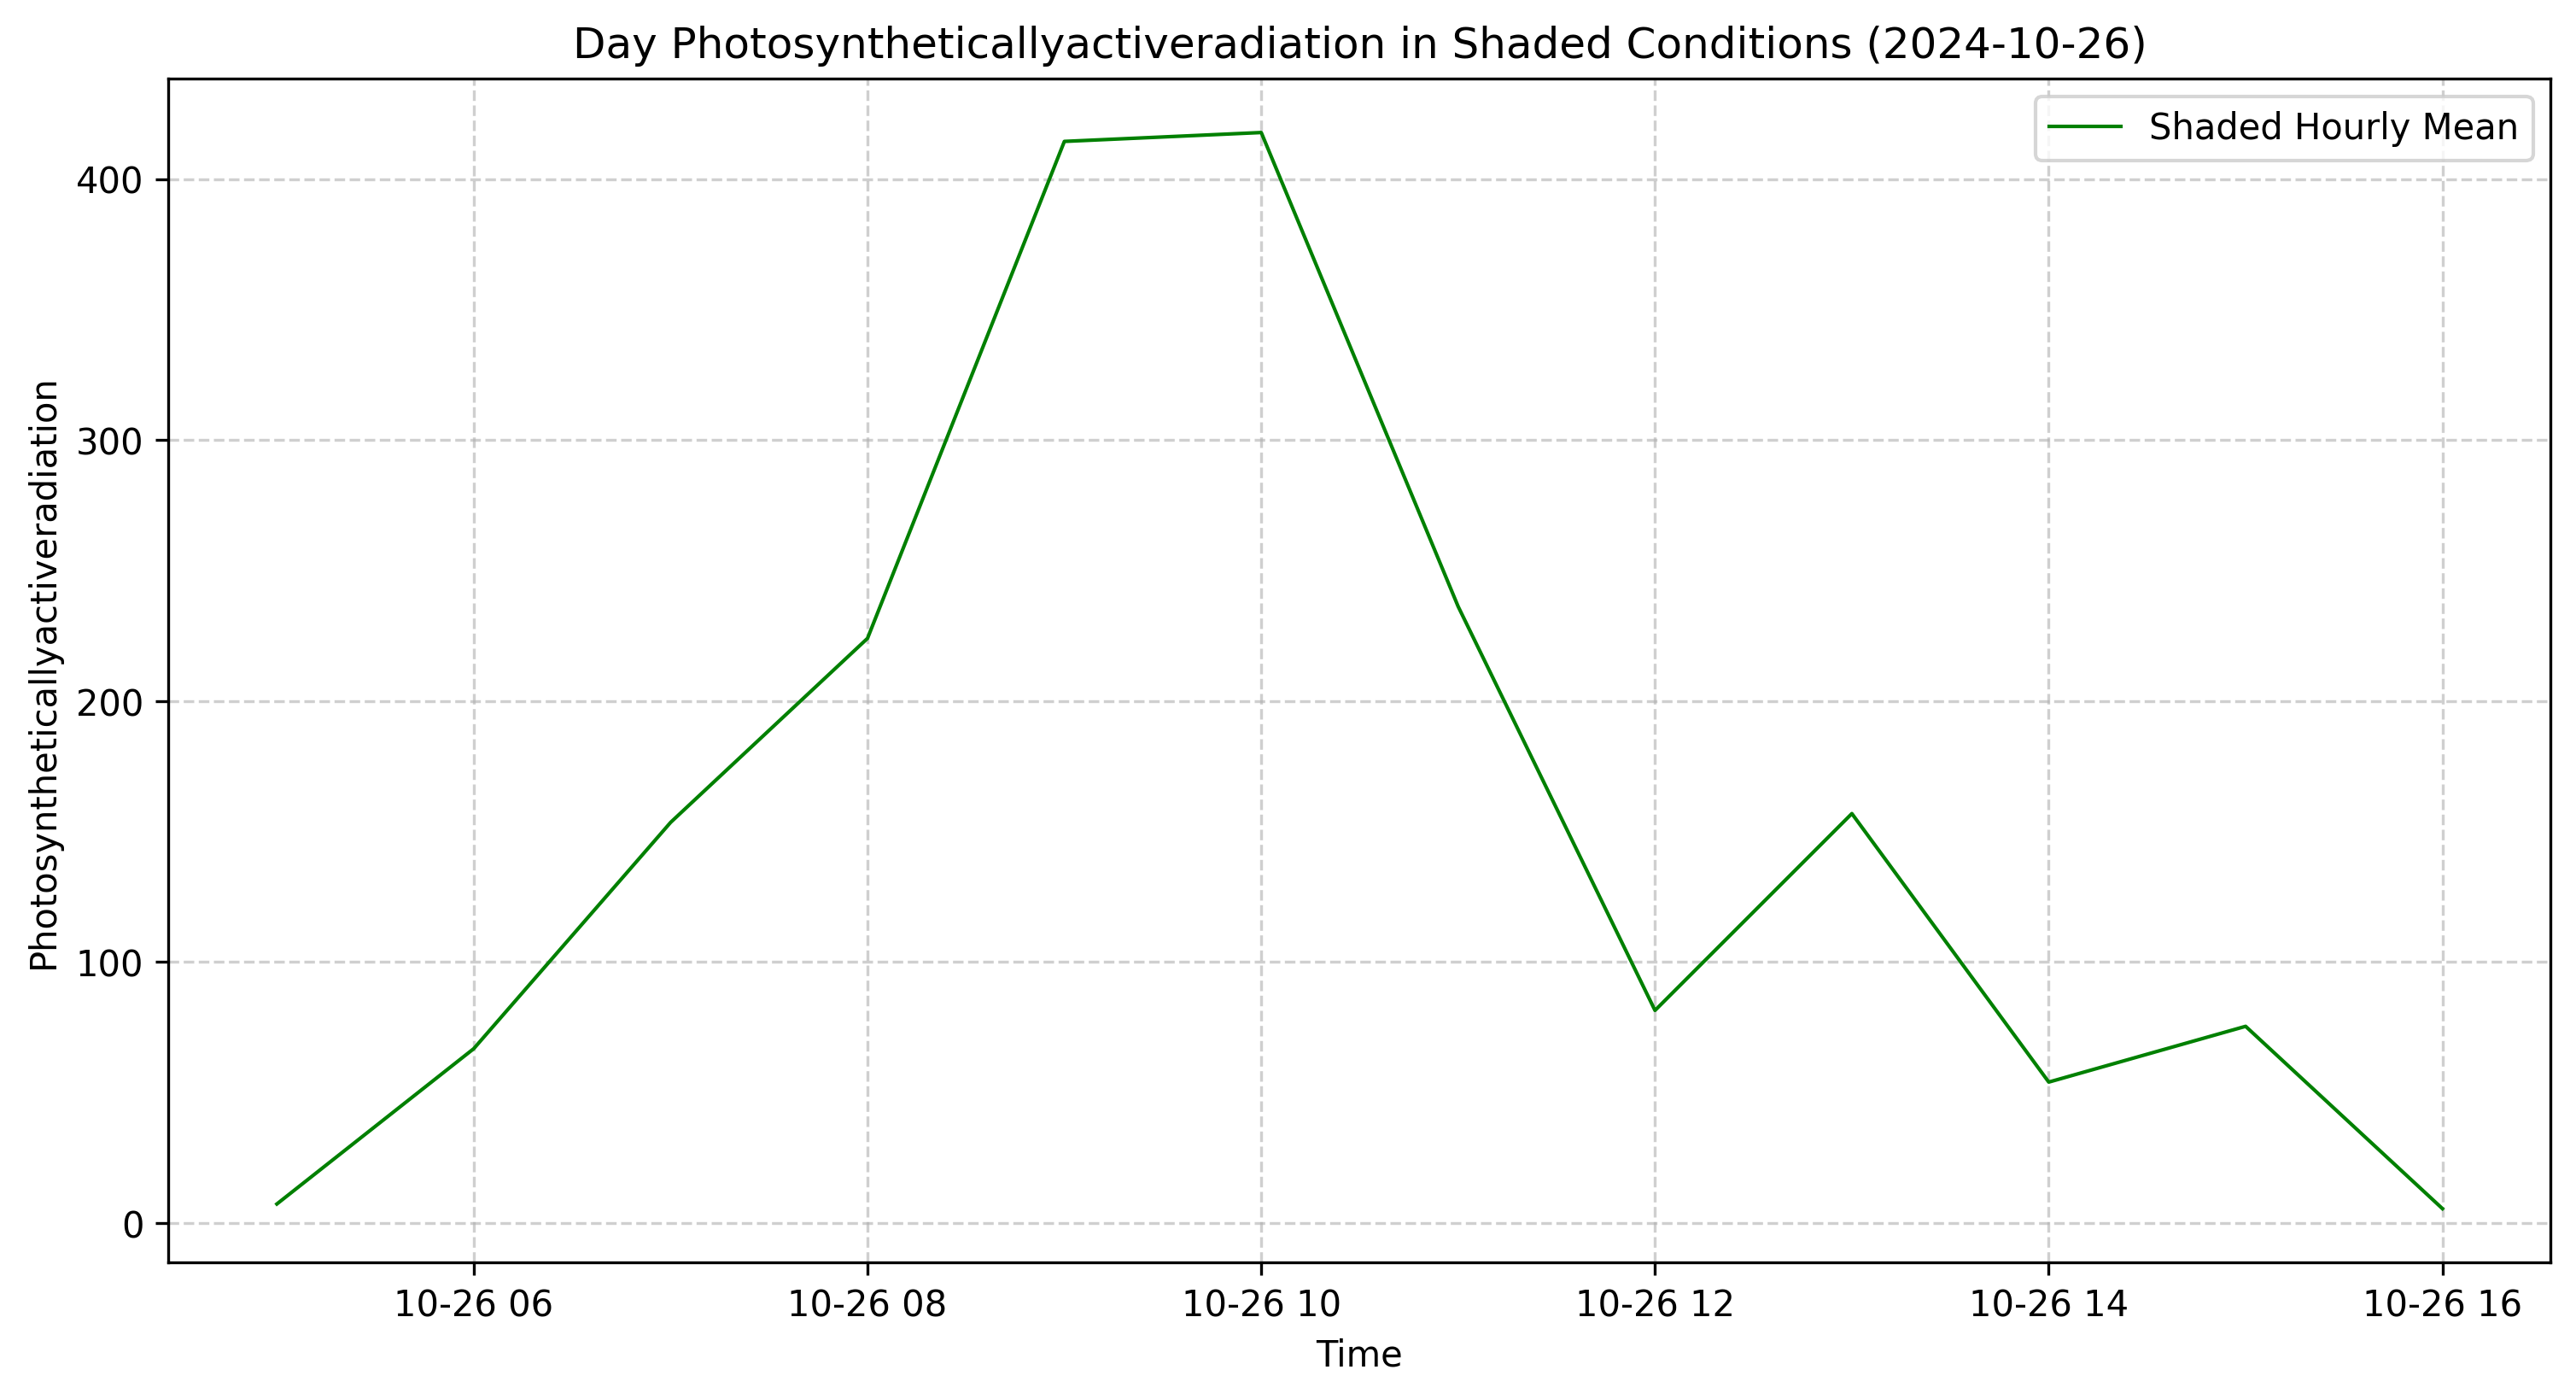 Day Photosyntheticallyactiveradiation in Shaded Conditions (2024-10-26)
Shaded Hourly Mean
Photosyntheticallyactiveradiation
400
300
200
100
0
10-26 06 10-26 08 10-26 10 10-26 12 10-26 14 10-26 16
Time